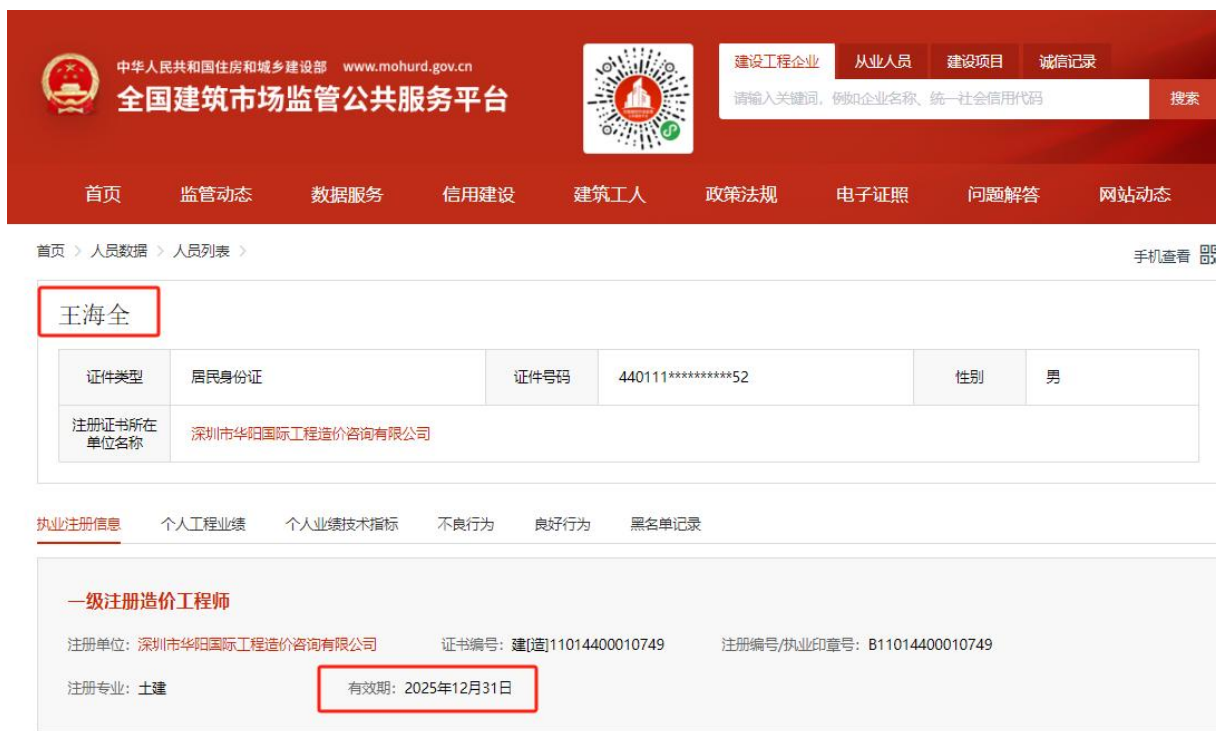 中华人民共和国住房和城乡建设部 www.mohurd.gov.cn
全国建筑市场监管公共服务平台
建设工程企业 从业人员 建设项目 诚信记录
请输入关键词，例如企业名称、统一社会信用代码 搜索
首页 监管动态 数据服务 信用建设 建筑工人 政策法规 电子证照 问题解答 网站动态
首页 > 人员数据 > 人员列表 >
手机查看
王海全
证件类型 居民身份证 证件号码 440111**********52 性别 男
注册证书所在
单位名称
深圳市华阳国际工程造价咨询有限公司
执业注册信息 个人工程业绩 个人业绩技术指标 不良行为 良好行为 黑名单记录
一级注册造价工程师
注册单位：深圳市华阳国际工程造价咨询有限公司 证书编号：建[造]11014400010749 注册编号/执业印章号：B11014400010749
注册专业：土建 有效期：2025年12月31日